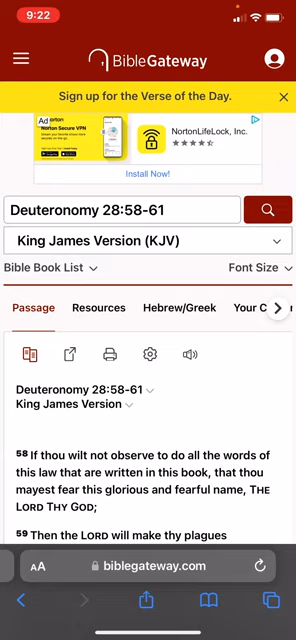 9:22
BibleGateway
Sign up for the Verse of the Day.
Ad
Norton Secure VPN
NortonLifeLock, Inc.
Install Now!
Deuteronomy 28:58-61
King James Version (KJV)
Bible Book List
Font Size
Passage Resources Hebrew/Greek Your C
Deuteronomy 28:58-61
King James Version
58 If thou wilt not observe to do all the words of
this law that are written in this book, that thou
mayest fear this glorious and fearful name, THE
LORD THY GOD;
59 Then the LORD will make thy plagues
AA biblegateway.com